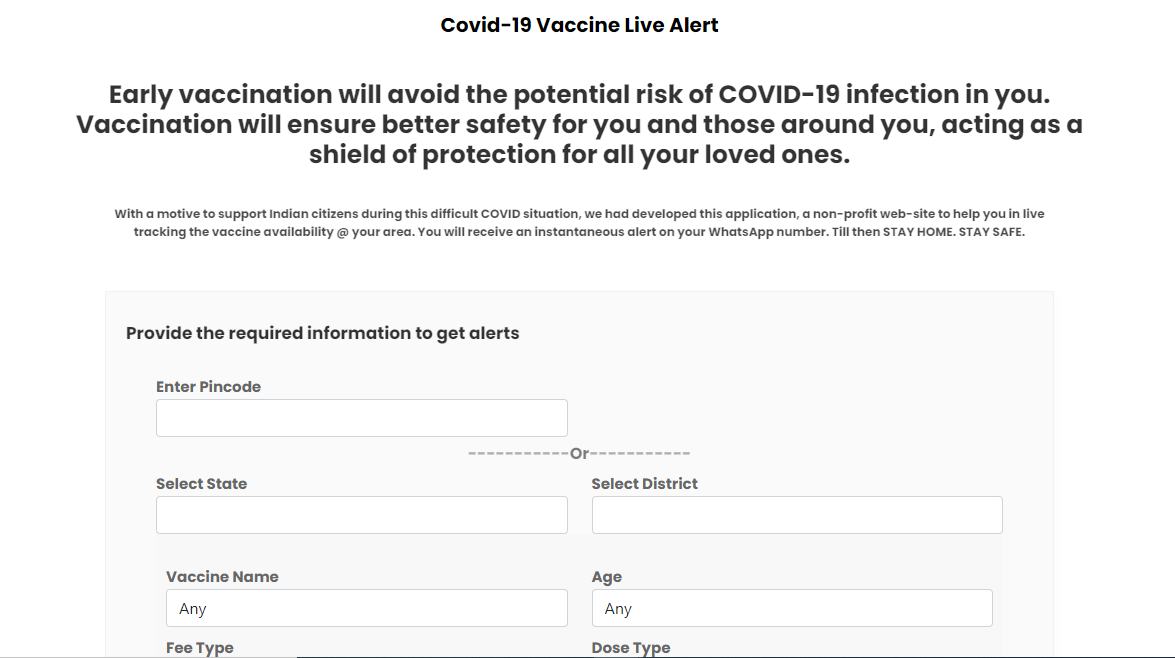 Covid-19 Vaccine Live Alert
Early vaccination will avoid the potential risk of COVID-19 infection in you.
Vaccination will ensure better safety for you and those around you, acting as a
shield of protection for all your loved ones.
With a motive to support Indian citizens during this difficult COVID situation, we had developed this application, a non-profit web-site to help you in live
tracking the vaccine availability @ your area. You will receive an instantaneous alert on your WhatsApp number. Till then STAY HOME. STAY SAFE.
Provide the required information to get alerts
Enter Pincode
-----------Or-----------
Select State
Select District
Vaccine Name
Age
Any
Any
Fee Type
Dose Type